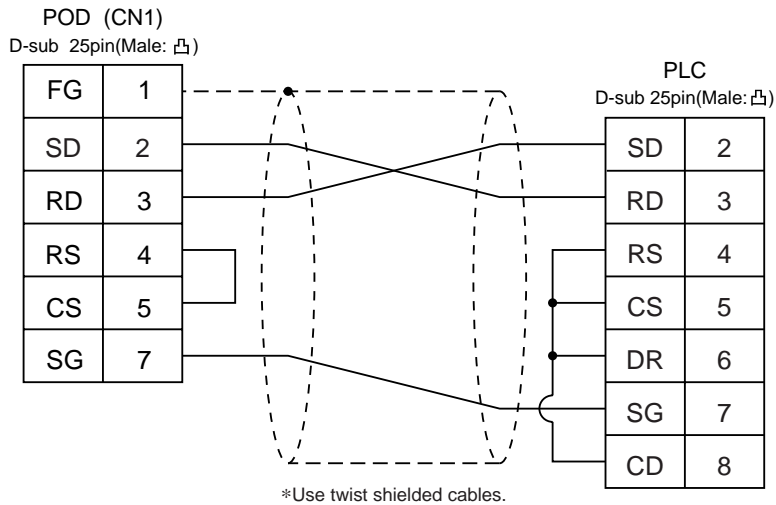 POD (CN1)
D-sub 25pin(Male: 凸)
FG 1
SD 2
RD 3
RS 4
CS 5
SG 7
PLC
D-sub 25pin(Male: 凸)
SD 2
RD 3
RS 4
CS 5
DR 6
SG 7
CD 8
*Use twist shielded cables.